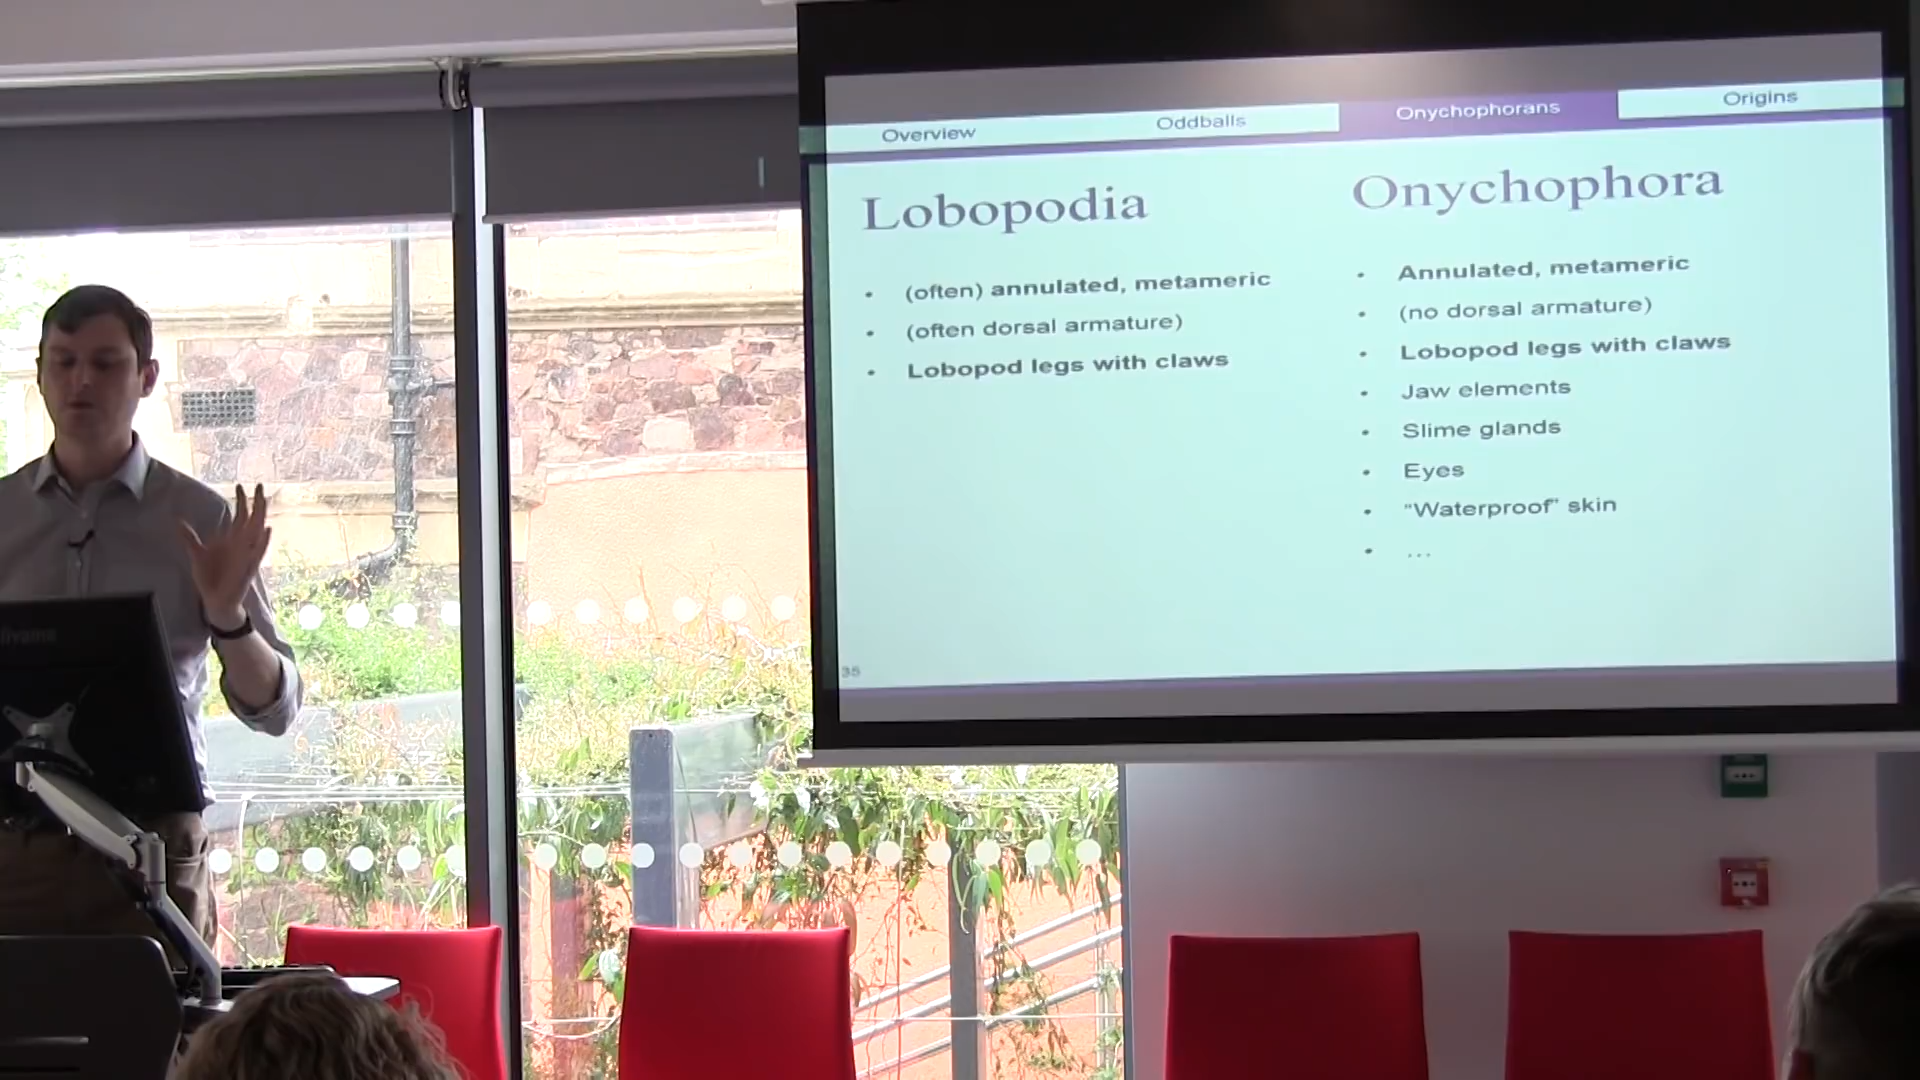 Overview Oddballs Onychophorans Origins
Lobopodia
• (often) annulated, metameric
• (often dorsal armature)
• Lobopod legs with claws
Onychophora
• Annulated, metameric
• (no dorsal armature)
• Lobopod legs with claws
• Jaw elements
• Slime glands
• Eyes
• "Waterproof" skin
• ...
35
iiyama